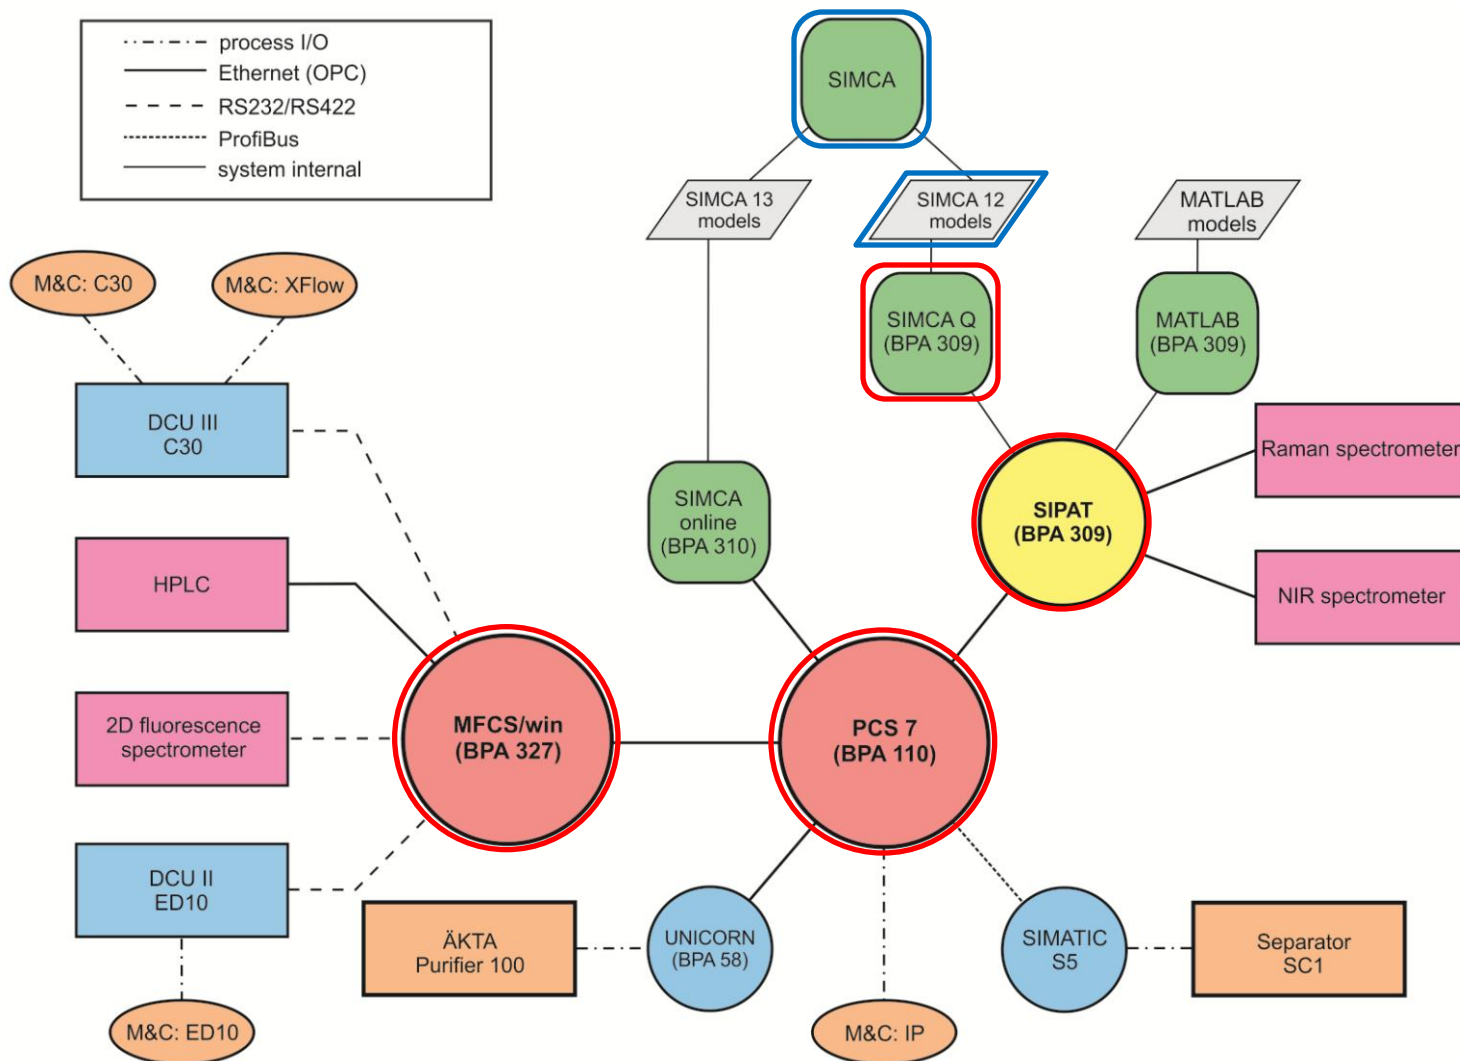 process I/O
Ethernet (OPC)
RS232/RS422
ProfiBus
system internal
SIMCA
SIMCA 13
models
SIMCA 12
models
MATLAB
models
M&C: C30
M&C: XFlow
SIMCA Q
(BPA 309)
MATLAB
(BPA 309)
DCU III
C30
Raman spectrometer
SIMCA
online
(BPA 310)
SIPAT
(BPA 309)
HPLC
NIR spectrometer
2D fluorescence
spectrometer
MFCS/win
(BPA 327)
PCS 7
(BPA 110)
DCU II
ED10
ÄKTA
Purifier 100
UNICORN
(BPA 58)
SIMATIC
S5
Separator
SC1
M&C: ED10
M&C: IP